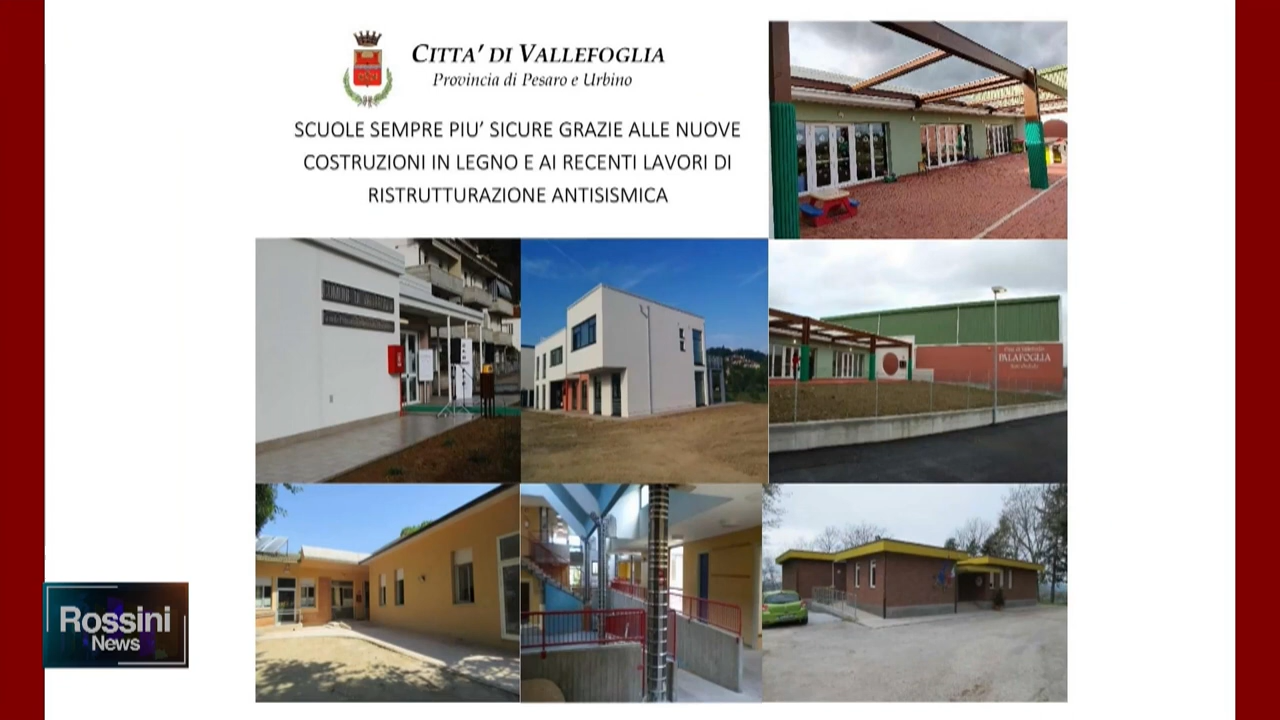 CITTA' DI VALLEFOGLIA
Provincia di Pesaro e Urbino
SCUOLE SEMPRE PIU' SICURE GRAZIE ALLE NUOVE
COSTRUZIONI IN LEGNO E AI RECENTI LAVORI DI
RISTRUTTURAZIONE ANTISISMICA
PALAFOGLIA
Rossini
News